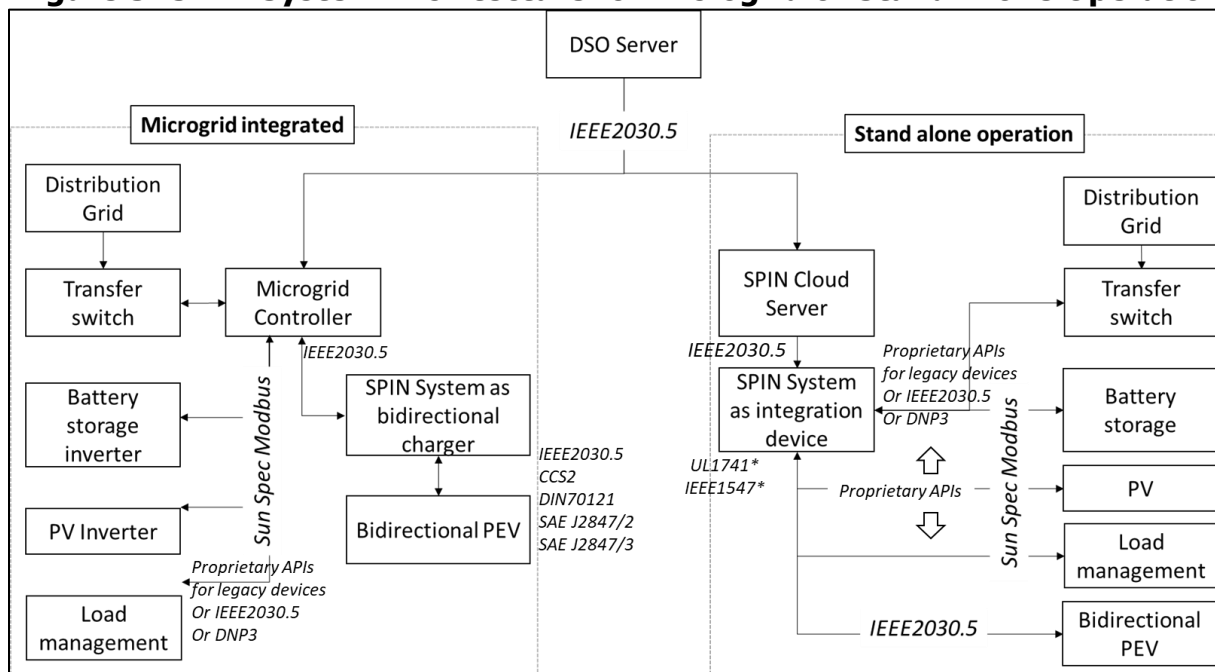 DSO Server
IEEE2030.5
Microgrid integrated
Distribution
Grid
Transfer
switch
Microgrid
Controller
IEEE2030.5
Battery
storage
inverter
Sun Spec Modbus
SPIN System as
bidirectional
charger
IEEE2030.5
CCS2
DIN70121
SAE J2847/2
SAE J2847/3
PV Inverter
Bidirectional PEV
Proprietary APIs
for legacy devices
Or IEEE2030.5
Or DNP3
Load
management
Stand alone operation
Distribution
Grid
SPIN Cloud
Server
Transfer
switch
IEEE2030.5
Proprietary APIs
for legacy devices
Or IEEE2030.5
Or DNP3
SPIN System
as integration
device
Battery
storage
Sun Spec Modbus
UL1741*
IEEE1547*
Proprietary APIs
PV
Load
management
IEEE2030.5
Bidirectional
PEV